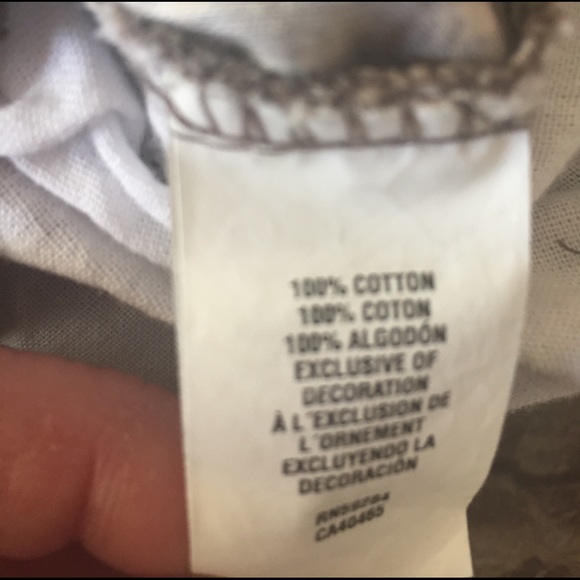 100% COTTON
100% COTON
100% ALGODÓN
EXCLUSIVE OF
DECORATION
À L'EXCLUSION DE
L'ORNEMENT
EXCLUYENDO LA
DECORACIÓN
CA40465